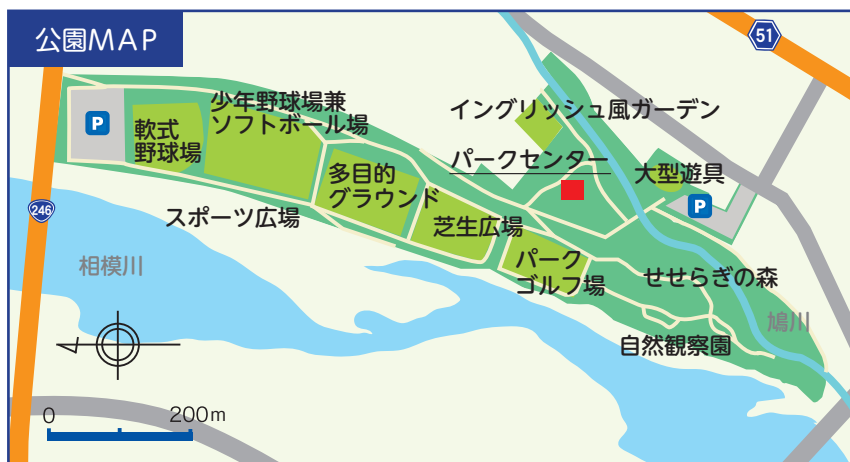 公園MAP
51
少年野球場兼
ソフトボール場
イングリッシュ風ガーデン
P
軟式
野球場
パークセンター
大型遊具
多目的
グラウンド
P
246
スポーツ広場
芝生広場
相模川
パーク
ゴルフ場
せせらぎの森
鳩川
自然観察園
0
200m